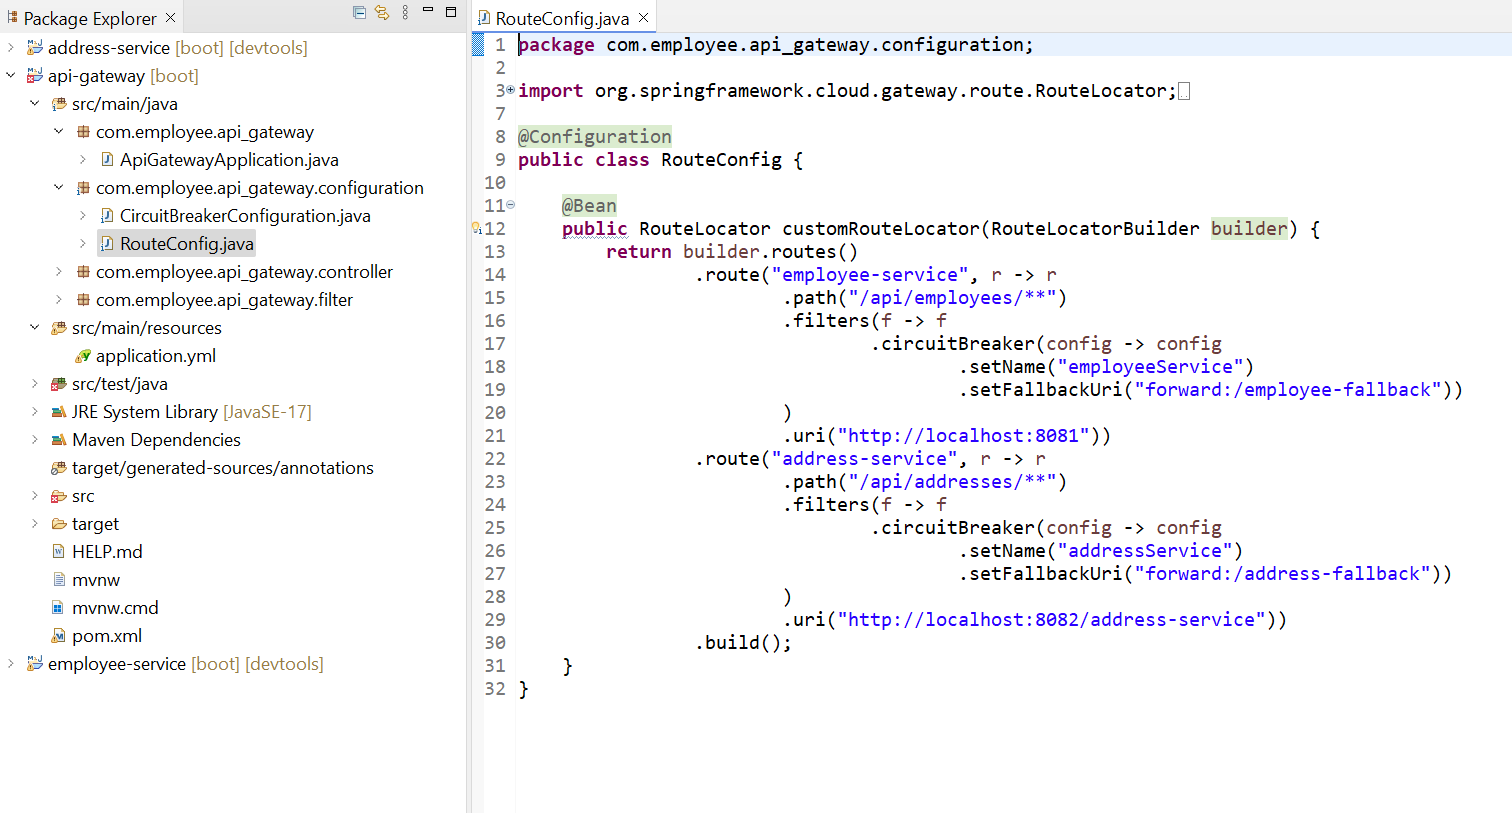 Package Explorer
address-service [boot] [devtools]
api-gateway [boot]
src/main/java
com.employee.api_gateway
ApiGatewayApplication.java
com.employee.api_gateway.configuration
CircuitBreakerConfiguration.java
RouteConfig.java
com.employee.api_gateway.controller
com.employee.api_gateway.filter
src/main/resources
application.yml
src/test/java
JRE System Library [JavaSE-17]
Maven Dependencies
target/generated-sources/annotations
src
target
HELP.md
mvnw
mvnw.cmd
pom.xml
employee-service [boot] [devtools]
RouteConfig.java
1 package com.employee.api_gateway.configuration;
2
3 import org.springframework.cloud.gateway.route.RouteLocator;
7
8 @Configuration
9 public class RouteConfig {
10
11 @Bean
12 public RouteLocator customRouteLocator(RouteLocatorBuilder builder) {
13 return builder.routes()
14 .route("employee-service", r -> r
15 .path("/api/employees/**")
16 .filters(f -> f
17 .circuitBreaker(config -> config
18 .setName("employeeService")
19 .setFallbackUri("forward:/employee-fallback"))
20 )
21 .uri("http://localhost:8081"))
22 .route("address-service", r -> r
23 .path("/api/addresses/**")
24 .filters(f -> f
25 .circuitBreaker(config -> config
26 .setName("addressService")
27 .setFallbackUri("forward:/address-fallback"))
28 )
29 .uri("http://localhost:8082/address-service"))
30 .build();
31 }
32 }